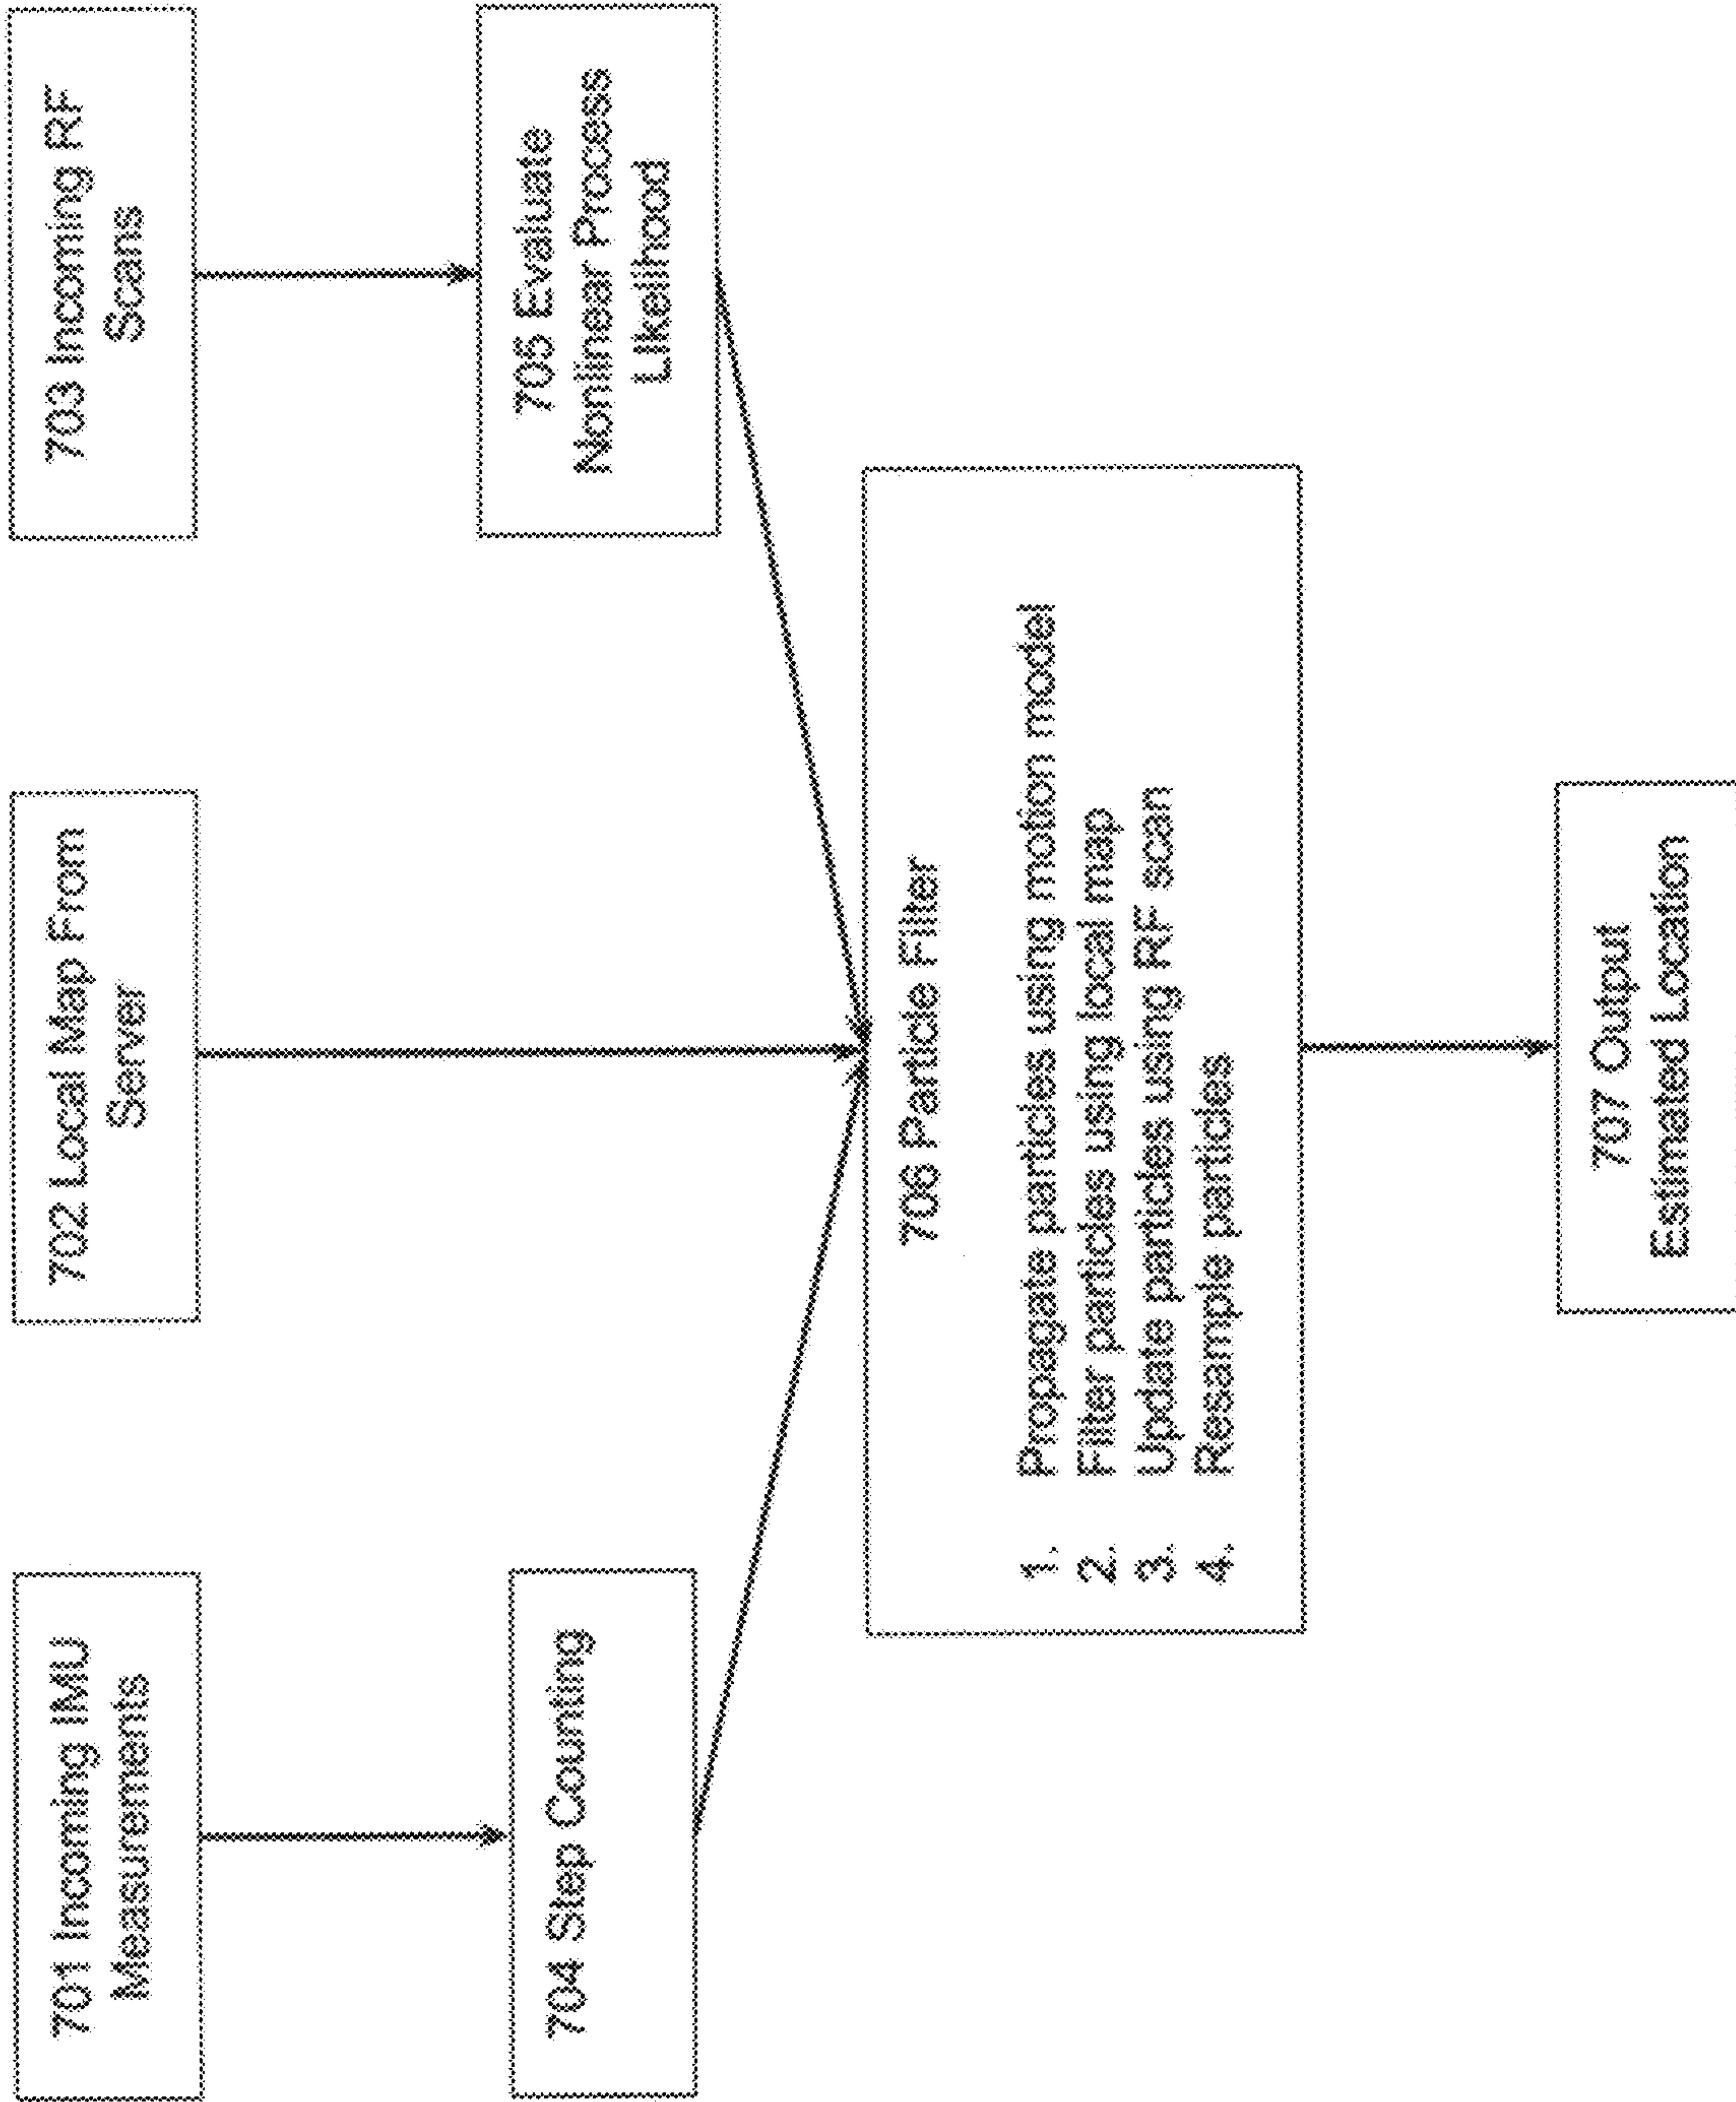 701 Incoming IMU
Measurements
702 Local Map From
Server
703 Incoming RF
Scans
704 Step Counting
705 Evaluate
Nonlinear Process
Likelihood
706 Particle Filter
1. Propagate particles using motion model
2. Filter particles using local map
3. Update particles using RF scan
4. Resample particles
707 Output
Estimated Location